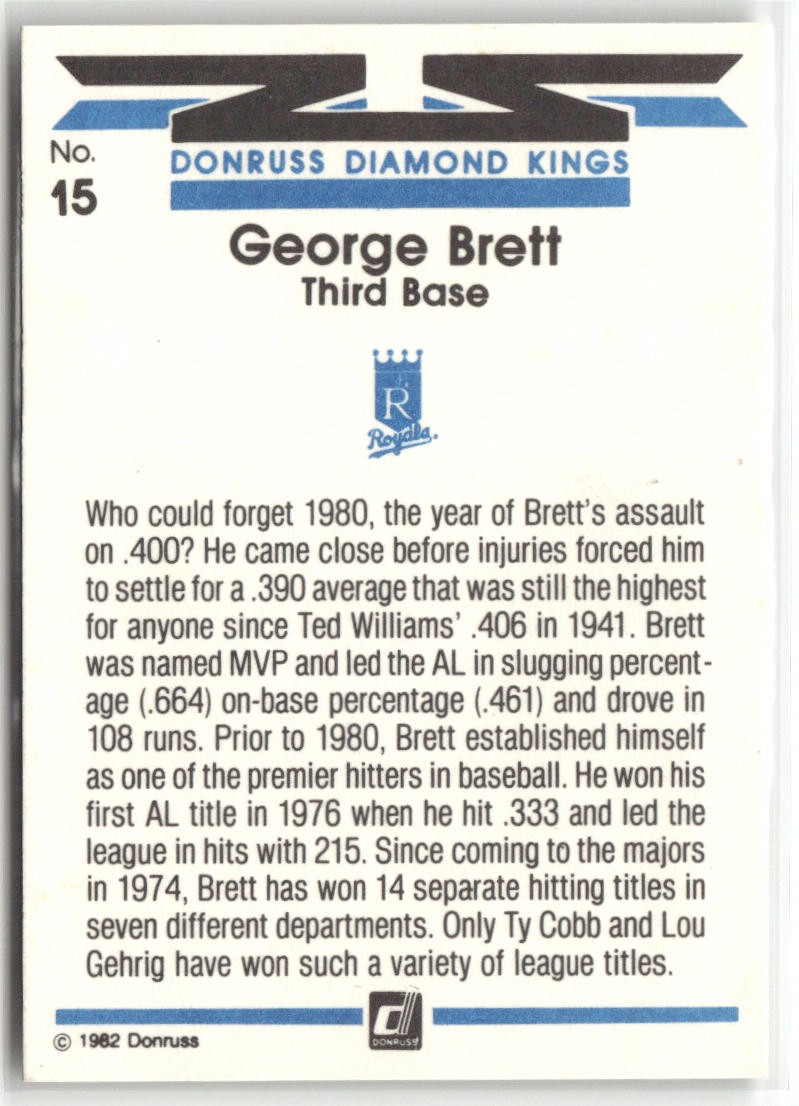 No.
15
DONRUSS DIAMOND KINGS
George Brett
Third Base
R
Royals
Who could forget 1980, the year of Brett's assault
on .400? He came close before injuries forced him
to settle for a .390 average that was still the highest
for anyone since Ted Williams' .406 in 1941. Brett
was named MVP and led the AL in slugging percent-
age (.664) on-base percentage (.461) and drove in
108 runs. Prior to 1980, Brett established himself
as one of the premier hitters in baseball. He won his
first AL title in 1976 when he hit .333 and led the
league in hits with 215. Since coming to the majors
in 1974, Brett has won 14 separate hitting titles in
seven different departments. Only Ty Cobb and Lou
Gehrig have won such a variety of league titles.
© 1982 Donruss
d
DONRUSS